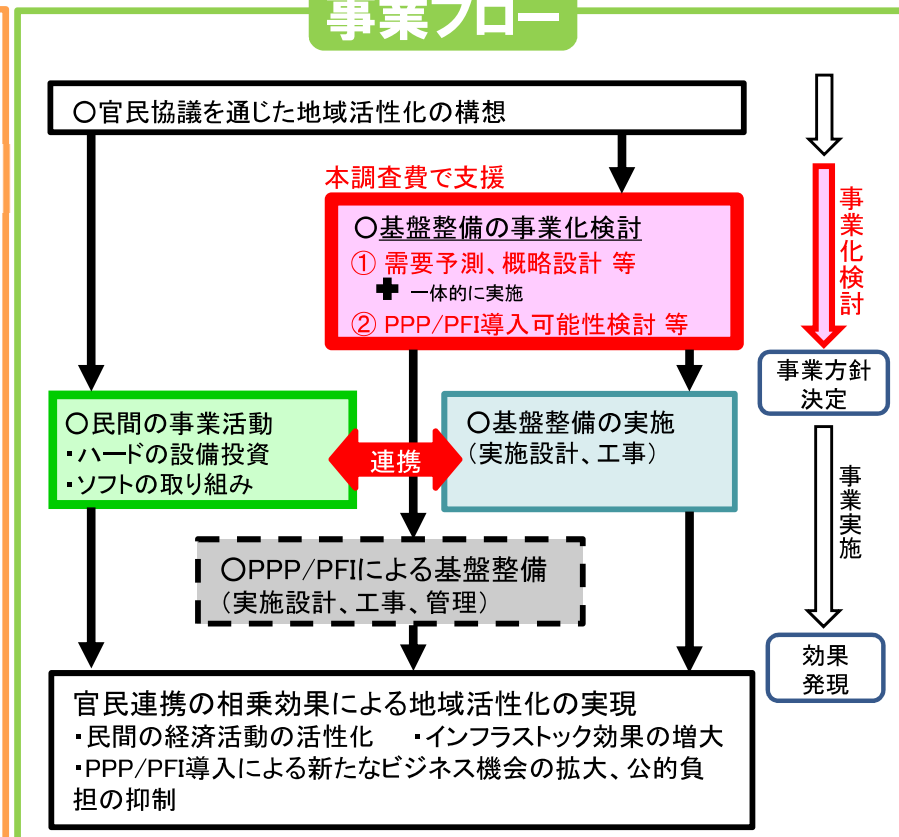 事業フロー
○官民協議を通じた地域活性化の構想
本調査費で支援
○基盤整備の事業化検討
① 需要予測、概略設計 等
✚ 一体的に実施
② PPP/PFI導入可能性検討 等
事業化検討
事業方針
決定
○民間の事業活動
・ハードの設備投資
・ソフトの取り組み
連携
○基盤整備の実施
（実施設計、工事）
事業実施
○PPP/PFIによる基盤整備
（実施設計、工事、管理）
効果
発現
官民連携の相乗効果による地域活性化の実現
・民間の経済活動の活性化　・インフラストック効果の増大
・PPP/PFI導入による新たなビジネス機会の拡大、公的負
担の抑制